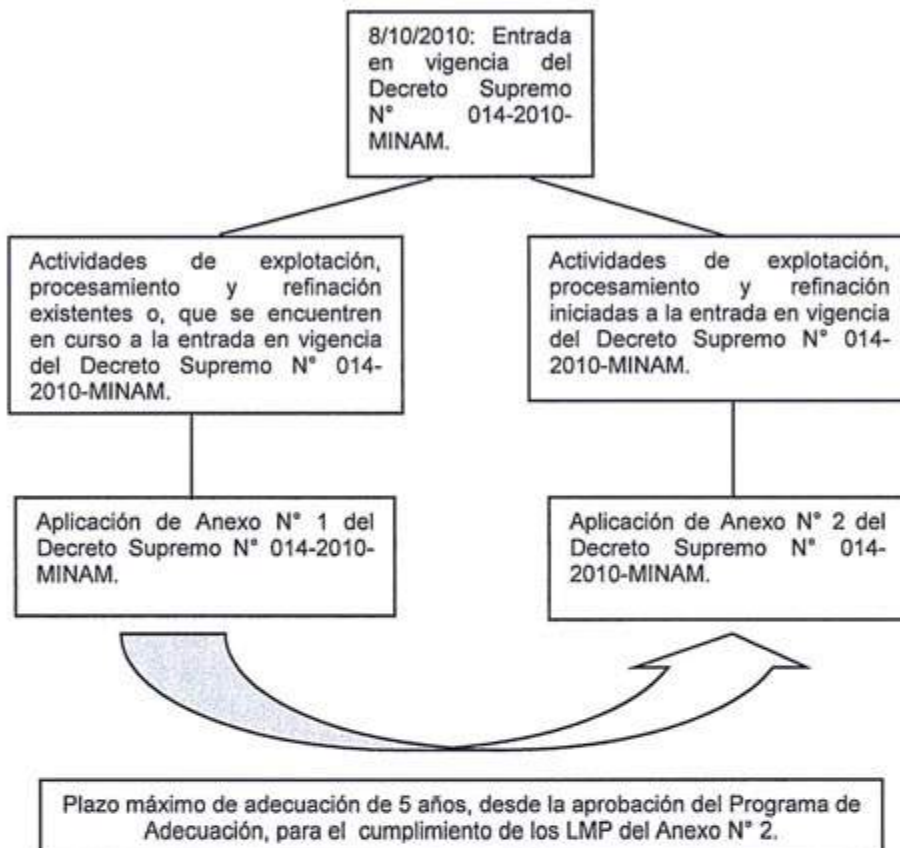 8/10/2010: Entrada
en vigencia del
Decreto Supremo
N° 014-2010-
MINAM.
Actividades de explotación,
procesamiento y refinación
existentes o, que se encuentren
en curso a la entrada en vigencia
del Decreto Supremo N° 014-
2010-MINAM.
Actividades de explotación,
procesamiento y refinación
iniciadas a la entrada en vigencia
del Decreto Supremo N° 014-
2010-MINAM.
Aplicación de Anexo N° 1 del
Decreto Supremo N° 014-2010-
MINAM.
Aplicación de Anexo N° 2 del
Decreto Supremo N° 014-
2010-MINAM.
Plazo máximo de adecuación de 5 años, desde la aprobación del Programa de
Adecuación, para el cumplimiento de los LMP del Anexo N° 2.